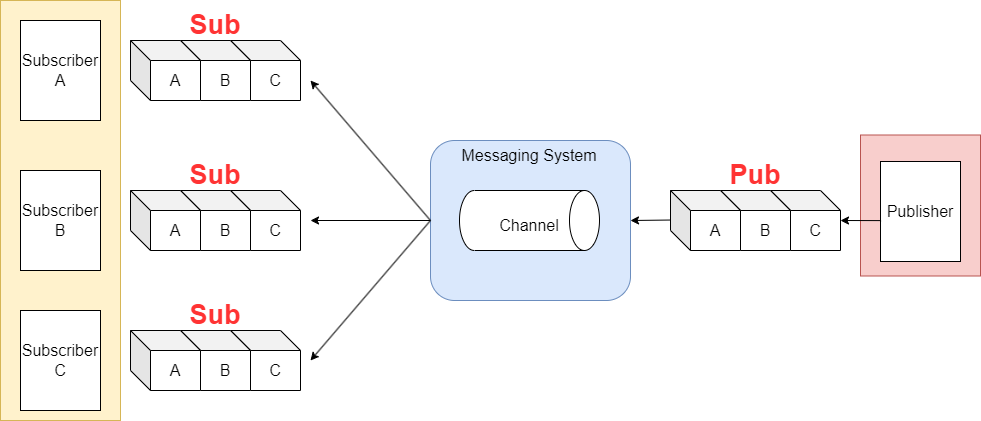 Sub
Subscriber
A
A B C
Messaging System
Channel
Pub
A B C
Publisher
Sub
Subscriber
B
A B C
Sub
Subscriber
C
A B C